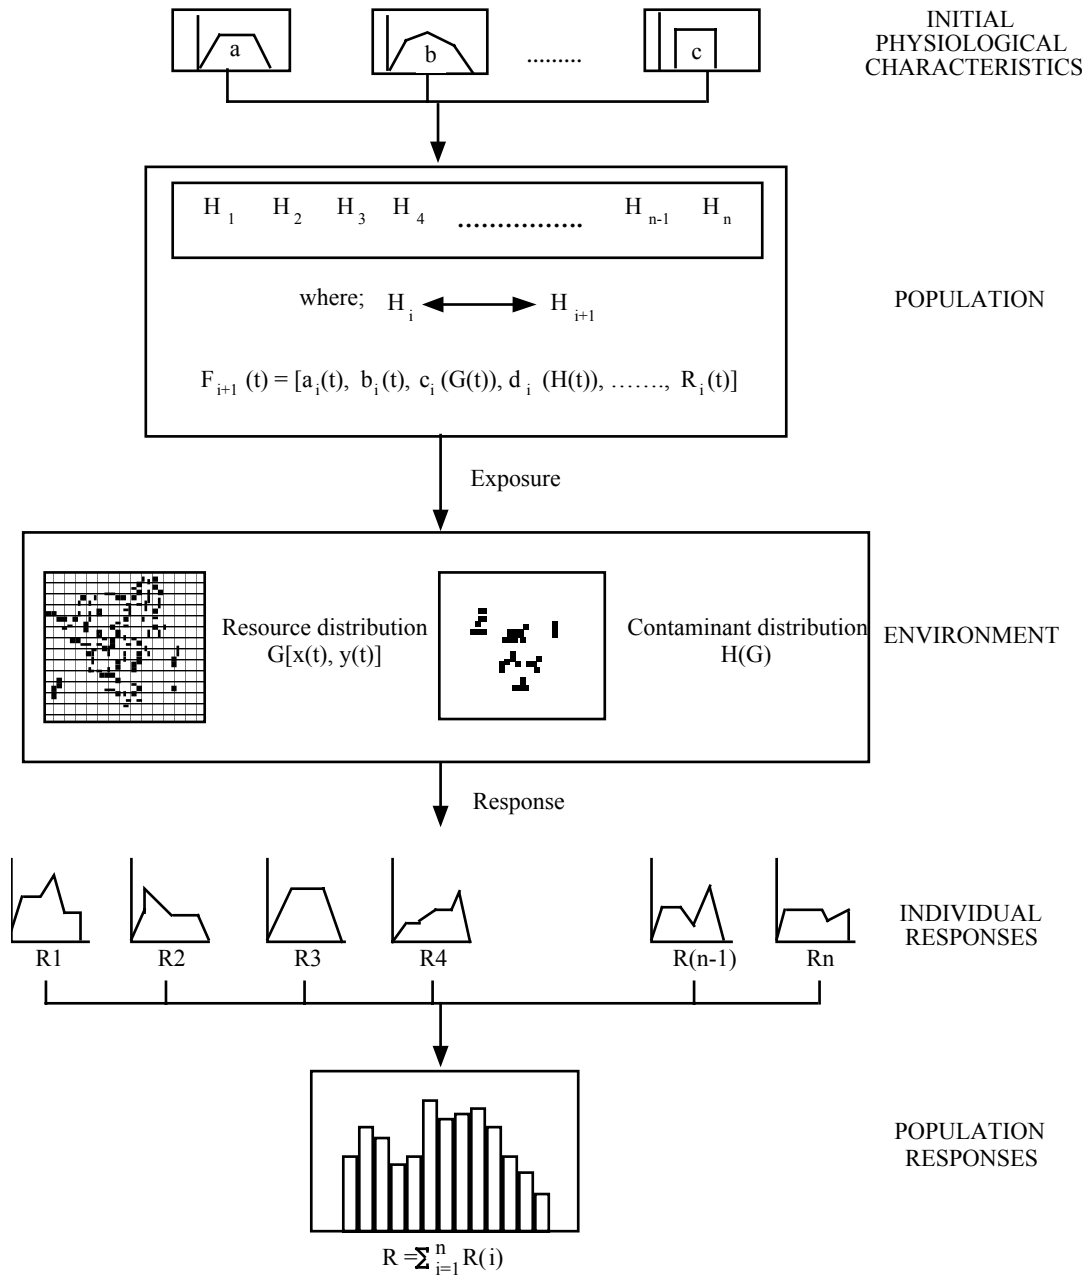 INITIAL
PHYSIOLOGICAL
CHARACTERISTICS
a b ......... c
H 1 H 2 H 3 H 4 ................ H n-1 H n
where; H i H i+1
POPULATION
F i+1 (t) = [a i (t), b i (t), c i (G(t)), d i (H(t)), ……., R i (t)]
Exposure
Resource distribution
G[x(t), y(t)]
Contaminant distribution
H(G)
ENVIRONMENT
Response
INDIVIDUAL
RESPONSES
R1 R2 R3 R4 R(n-1) Rn
POPULATION
RESPONSES
R =Σ n i=1 R(i)